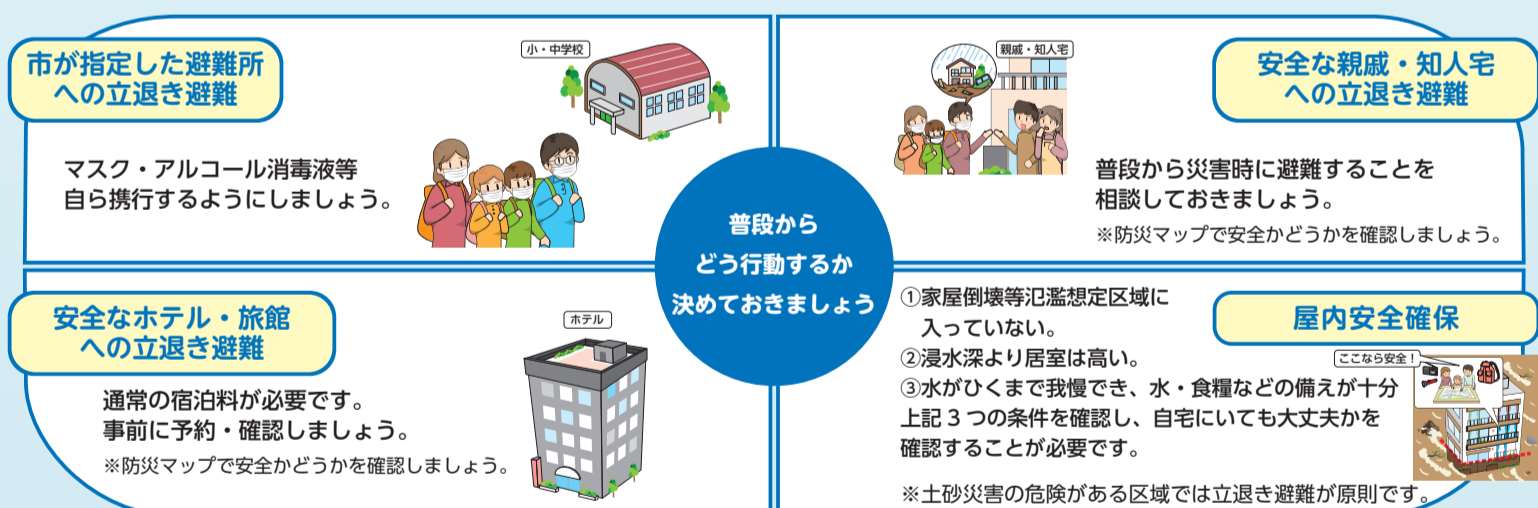 市が指定した避難所
への立退き避難
小・中学校
マスク・アルコール消毒液等
自ら携行するようにしましょう。
親戚・知人宅
安全な親戚・知人宅
への立退き避難
普段から災害時に避難することを
相談しておきましょう。
※防災マップで安全かどうかを確認しましょう。
普段から
どう行動するか
決めておきましょう
安全なホテル・旅館
への立退き避難
ホテル
通常の宿泊料が必要です。
事前に予約・確認しましょう。
※防災マップで安全かどうかを確認しましょう。
屋内安全確保
①家屋倒壊等氾濫想定区域に
入っていない。
②浸水深より居室は高い。
③水がひくまで我慢でき、水・食糧などの備えが十分
上記3つの条件を確認し、自宅にいても大丈夫かを
確認することが必要です。
ここなら安全！
※土砂災害の危険がある区域では立退き避難が原則です。